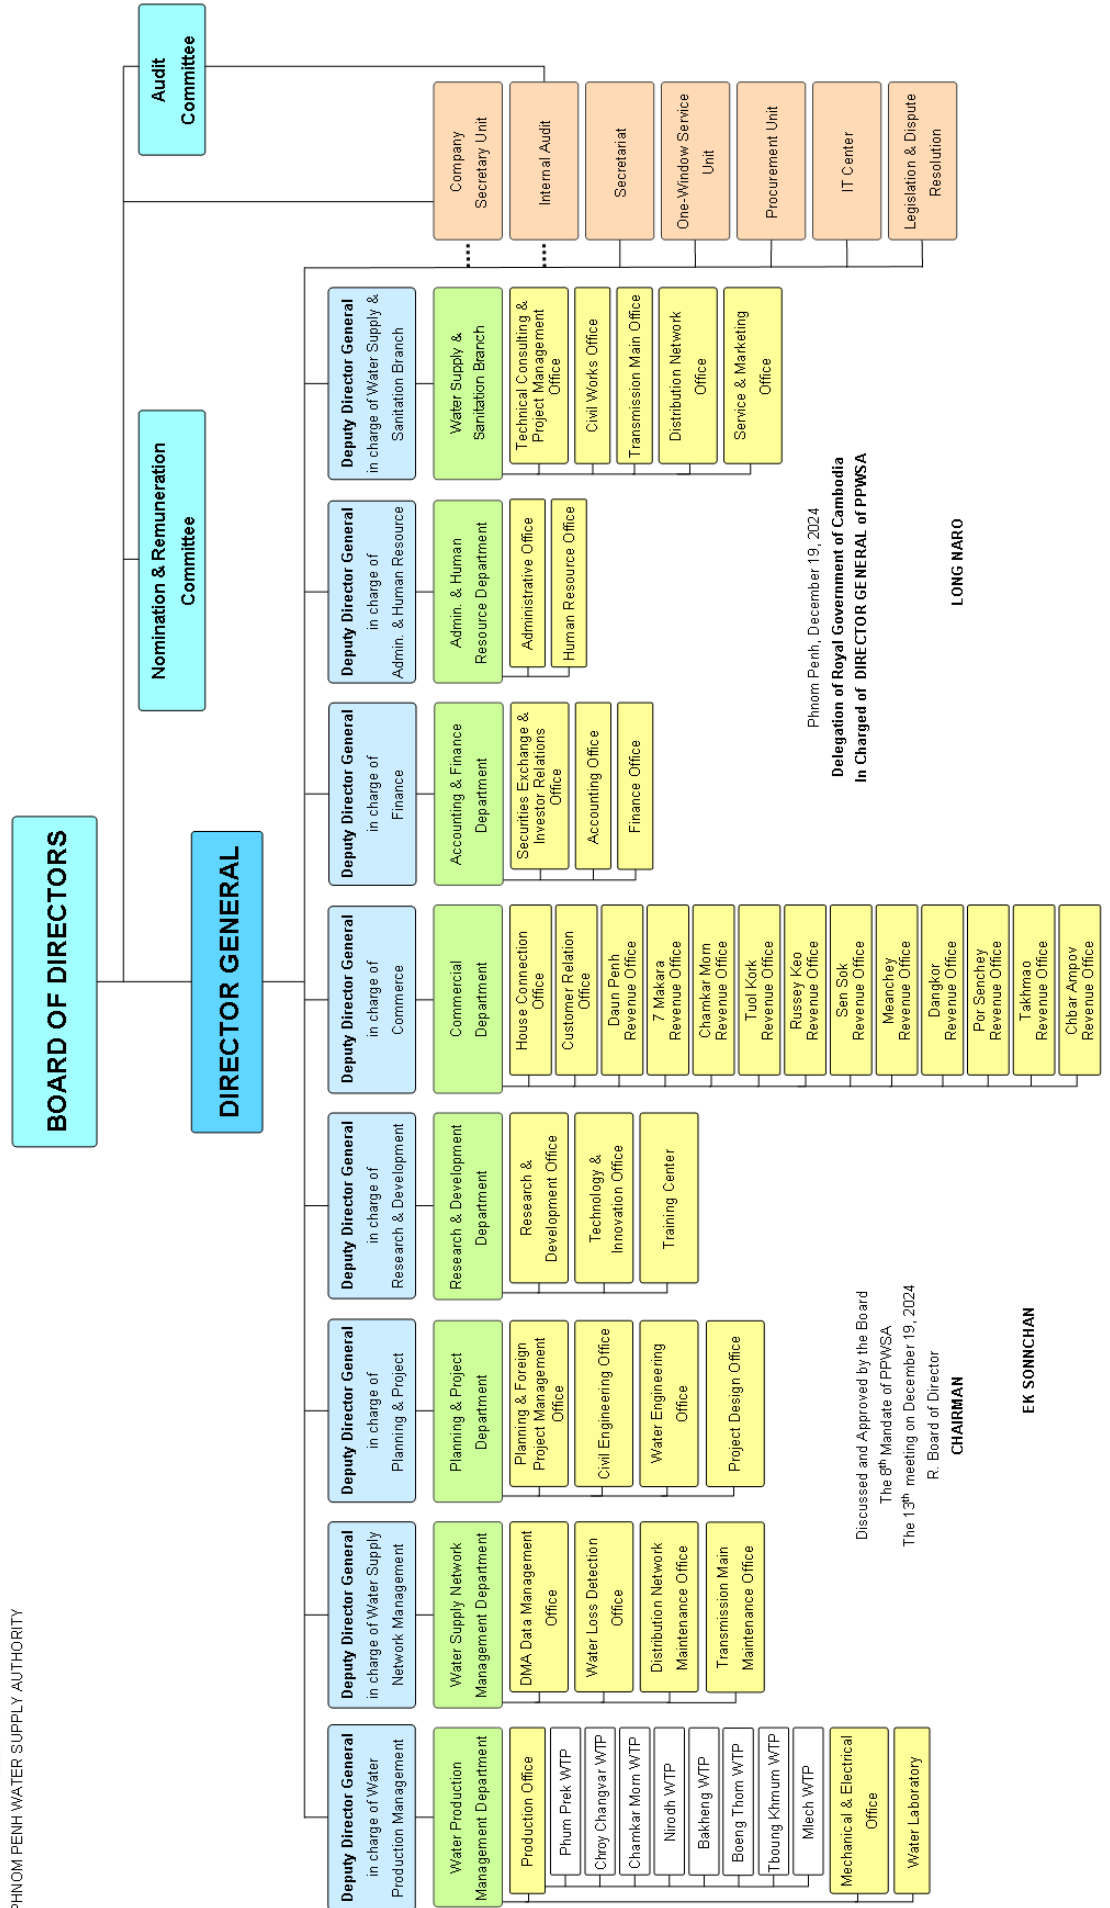 PHNOM PENH WATER SUPPLY AUTHORITY
BOARD OF DIRECTORS
Nomination & Remuneration
Committee
Audit
Committee
DIRECTOR GENERAL
Deputy Director General
in charge of Water
Production Management
Water Production
Management Department
Production Office
Phum Prek WTP
Chroy Changvar WTP
Chamkar Morn WTP
Nirodh WTP
Bakheng WTP
Boeng Thom WTP
Tboung Khmum WTP
Mlech WTP
Mechanical & Electrical
Office
Water Laboratory
Deputy Director General
in charge of Water Supply
Network Management
Water Supply Network
Management Department
DMA Data Management
Office
Water Loss Detection
Office
Distribution Network
Maintenance Office
Transmission Main
Maintenance Office
Deputy Director General
in charge of
Planning & Project
Planning & Project
Department
Planning & Foreign
Project Management
Office
Civil Engineering Office
Water Engineering
Office
Project Design Office
Deputy Director General
in charge of
Research & Development
Research & Development
Department
Research &
Development Office
Technology &
Innovation Office
Training Center
Deputy Director General
in charge of
Commerce
Commercial
Department
House Connection
Office
Customer Relation
Office
Daun Penh
Revenue Office
7 Makara
Revenue Office
Chamkar Morn
Revenue Office
Tuol Kork
Revenue Office
Russey Keo
Revenue Office
Sen Sok
Revenue Office
Meanchey
Revenue Office
Dangkor
Revenue Office
Por Senchey
Revenue Office
Takhmao
Revenue Office
Chbar Ampov
Revenue Office
Deputy Director General
in charge of
Finance
Accounting & Finance
Department
Securities Exchange &
Investor Relations
Office
Accounting Office
Finance Office
Deputy Director General
in charge of
Admin. & Human Resource
Admin. & Human
Resource Department
Administrative Office
Human Resource Office
Deputy Director General
in charge of Water Supply &
Sanitation Branch
Water Supply &
Sanitation Branch
Technical Consulting &
Project Management
Office
Civil Works Office
Transmission Main Office
Distribution Network
Office
Service & Marketing
Office
Company
Secretary Unit
Internal Audit
Secretariat
One-Window Service
Unit
Procurement Unit
IT Center
Legislation & Dispute
Resolution
Discussed and Approved by the Board
The 8th Mandate of PPWSA
The 13th meeting on December 19, 2024
R. Board of Director
CHAIRMAN
EK SONNCHAN
Phnom Penh, December 19, 2024
Delegation of Royal Government of Cambodia
In Charged of DIRECTOR GENERAL of PPWSA
LONG NARO